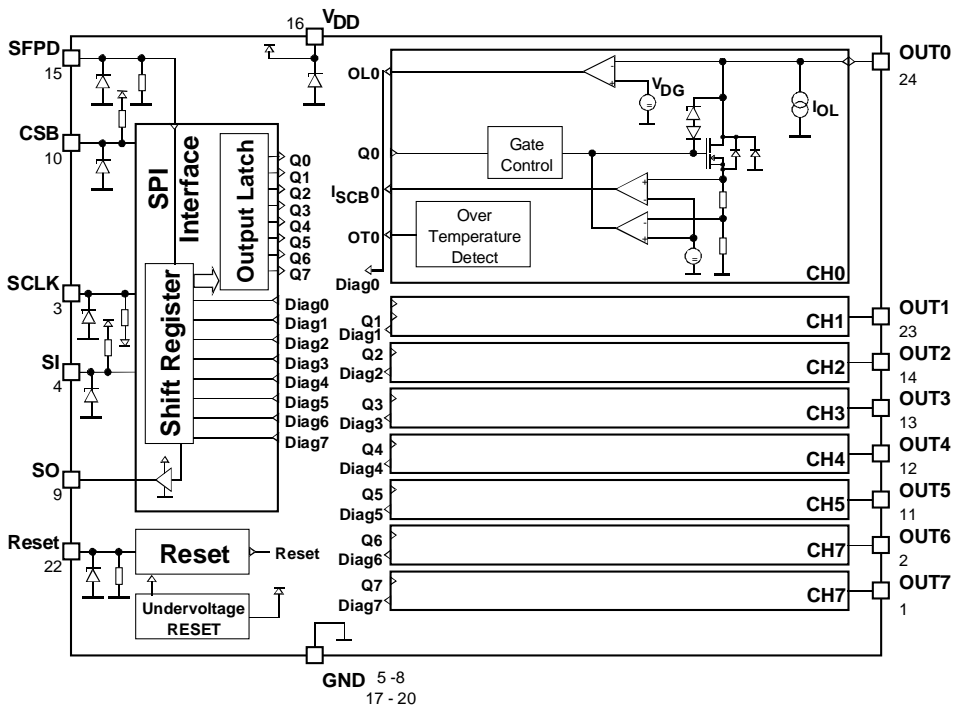 16
VDD
SFPD
15
CSB
10
SCLK
3
SI
4
SO
9
Reset
22
SPI
Interface
Output Latch
Q0
Q1
Q2
Q3
Q4
Q5
Q6
Q7
Shift Register
Diag0
Diag1
Diag2
Diag3
Diag4
Diag5
Diag6
Diag7
Reset
Reset
Undervoltage
RESET
GND
5 -8
17 - 20
OL0
VDG
=
IOL
Q0
Gate
Control
ISCB0
OT0
Over
Temperature
Detect
Diag0
-
+
+
-
-
+
=
CH0
OUT0
24
Q1
Diag1
CH1
OUT1
23
Q2
Diag2
CH2
OUT2
14
Q3
Diag3
CH3
OUT3
13
Q4
Diag4
CH4
OUT4
12
Q5
Diag5
CH5
OUT5
11
Q6
Diag6
CH7
OUT6
2
Q7
Diag7
CH7
OUT7
1